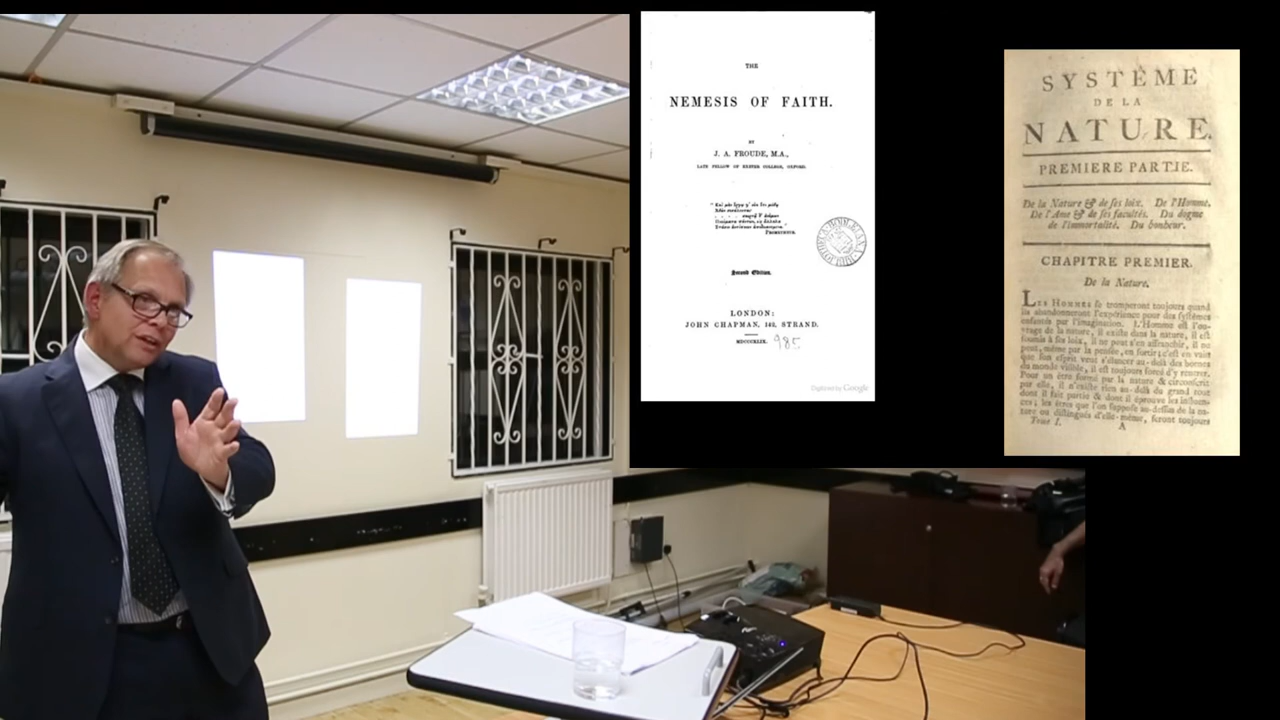 THE
NEMESIS OF FAITH.
BY
J. A. FROUDE, M.A.,
LATE FELLOW OF EXETER COLLEGE, OXFORD.
PROMETHEUS.
Second Edition.
LONDON:
JOHN CHAPMAN, 142, STRAND.
MDCCCXLIX.
985
Digitized by Google
SYSTÊME
DE LA
NATURE.
PREMIERE PARTIE.
De la Nature & de ses loix. De l'Homme.
De l'Ame & de ses facultés. Du dogme
de l'immortalité. Du bonheur.
CHAPITRE PREMIER.
De la Nature.
LES HOMMES se tromperont toujours quand
ils abandonneront l'expérience pour des systêmes
enfantés par l'imagination. L'Homme est l'ou-
vrage de la nature, il existe dans la nature, il est
soumis à ses loix, il ne peut s'en affranchir, il ne
peut, même par la pensée, en sortir; c'est en vain
que son esprit veut s'élancer au-delà des bornes
du monde visible, il est toujours forcé d'y rentrer.
Pour un être formé par la nature & circonscrit
par elle, il n'existe rien au-delà du grand tout
dont il fait partie & dont il éprouve les influen-
ces; les êtres que l'on suppose au-dessus de la na-
ture ou distingués d'elle-même, seront toujours
Tome I. A